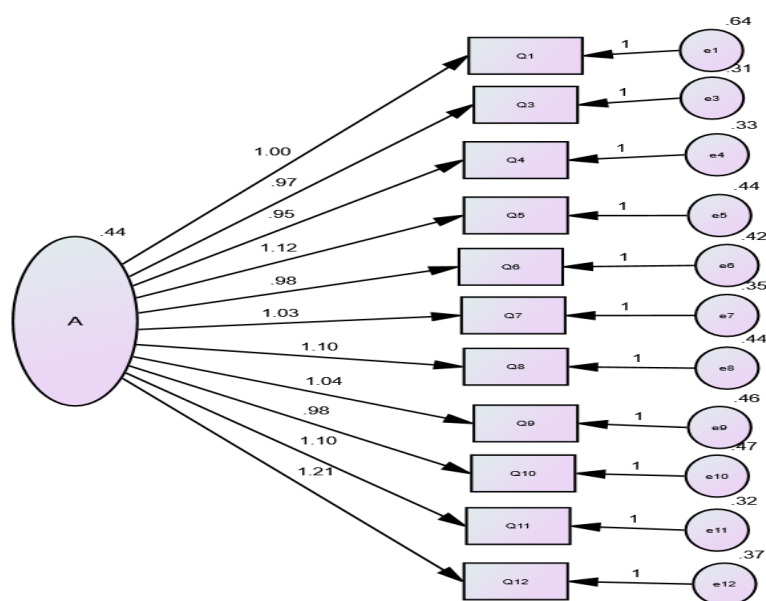 .64
Q1
1
e1
.31
Q3
1
e3
.33
1.00
Q4
1
e4
.97
.44
.95
Q5
1
e5
.44
1.12
.42
Q6
1
e6
.98
.35
A
1.03
Q7
1
e7
.44
1.10
Q8
1
e8
1.04
.46
.98
Q9
1
e9
1.10
.47
1.21
Q10
1
e10
.32
Q11
1
e11
.37
Q12
1
e12